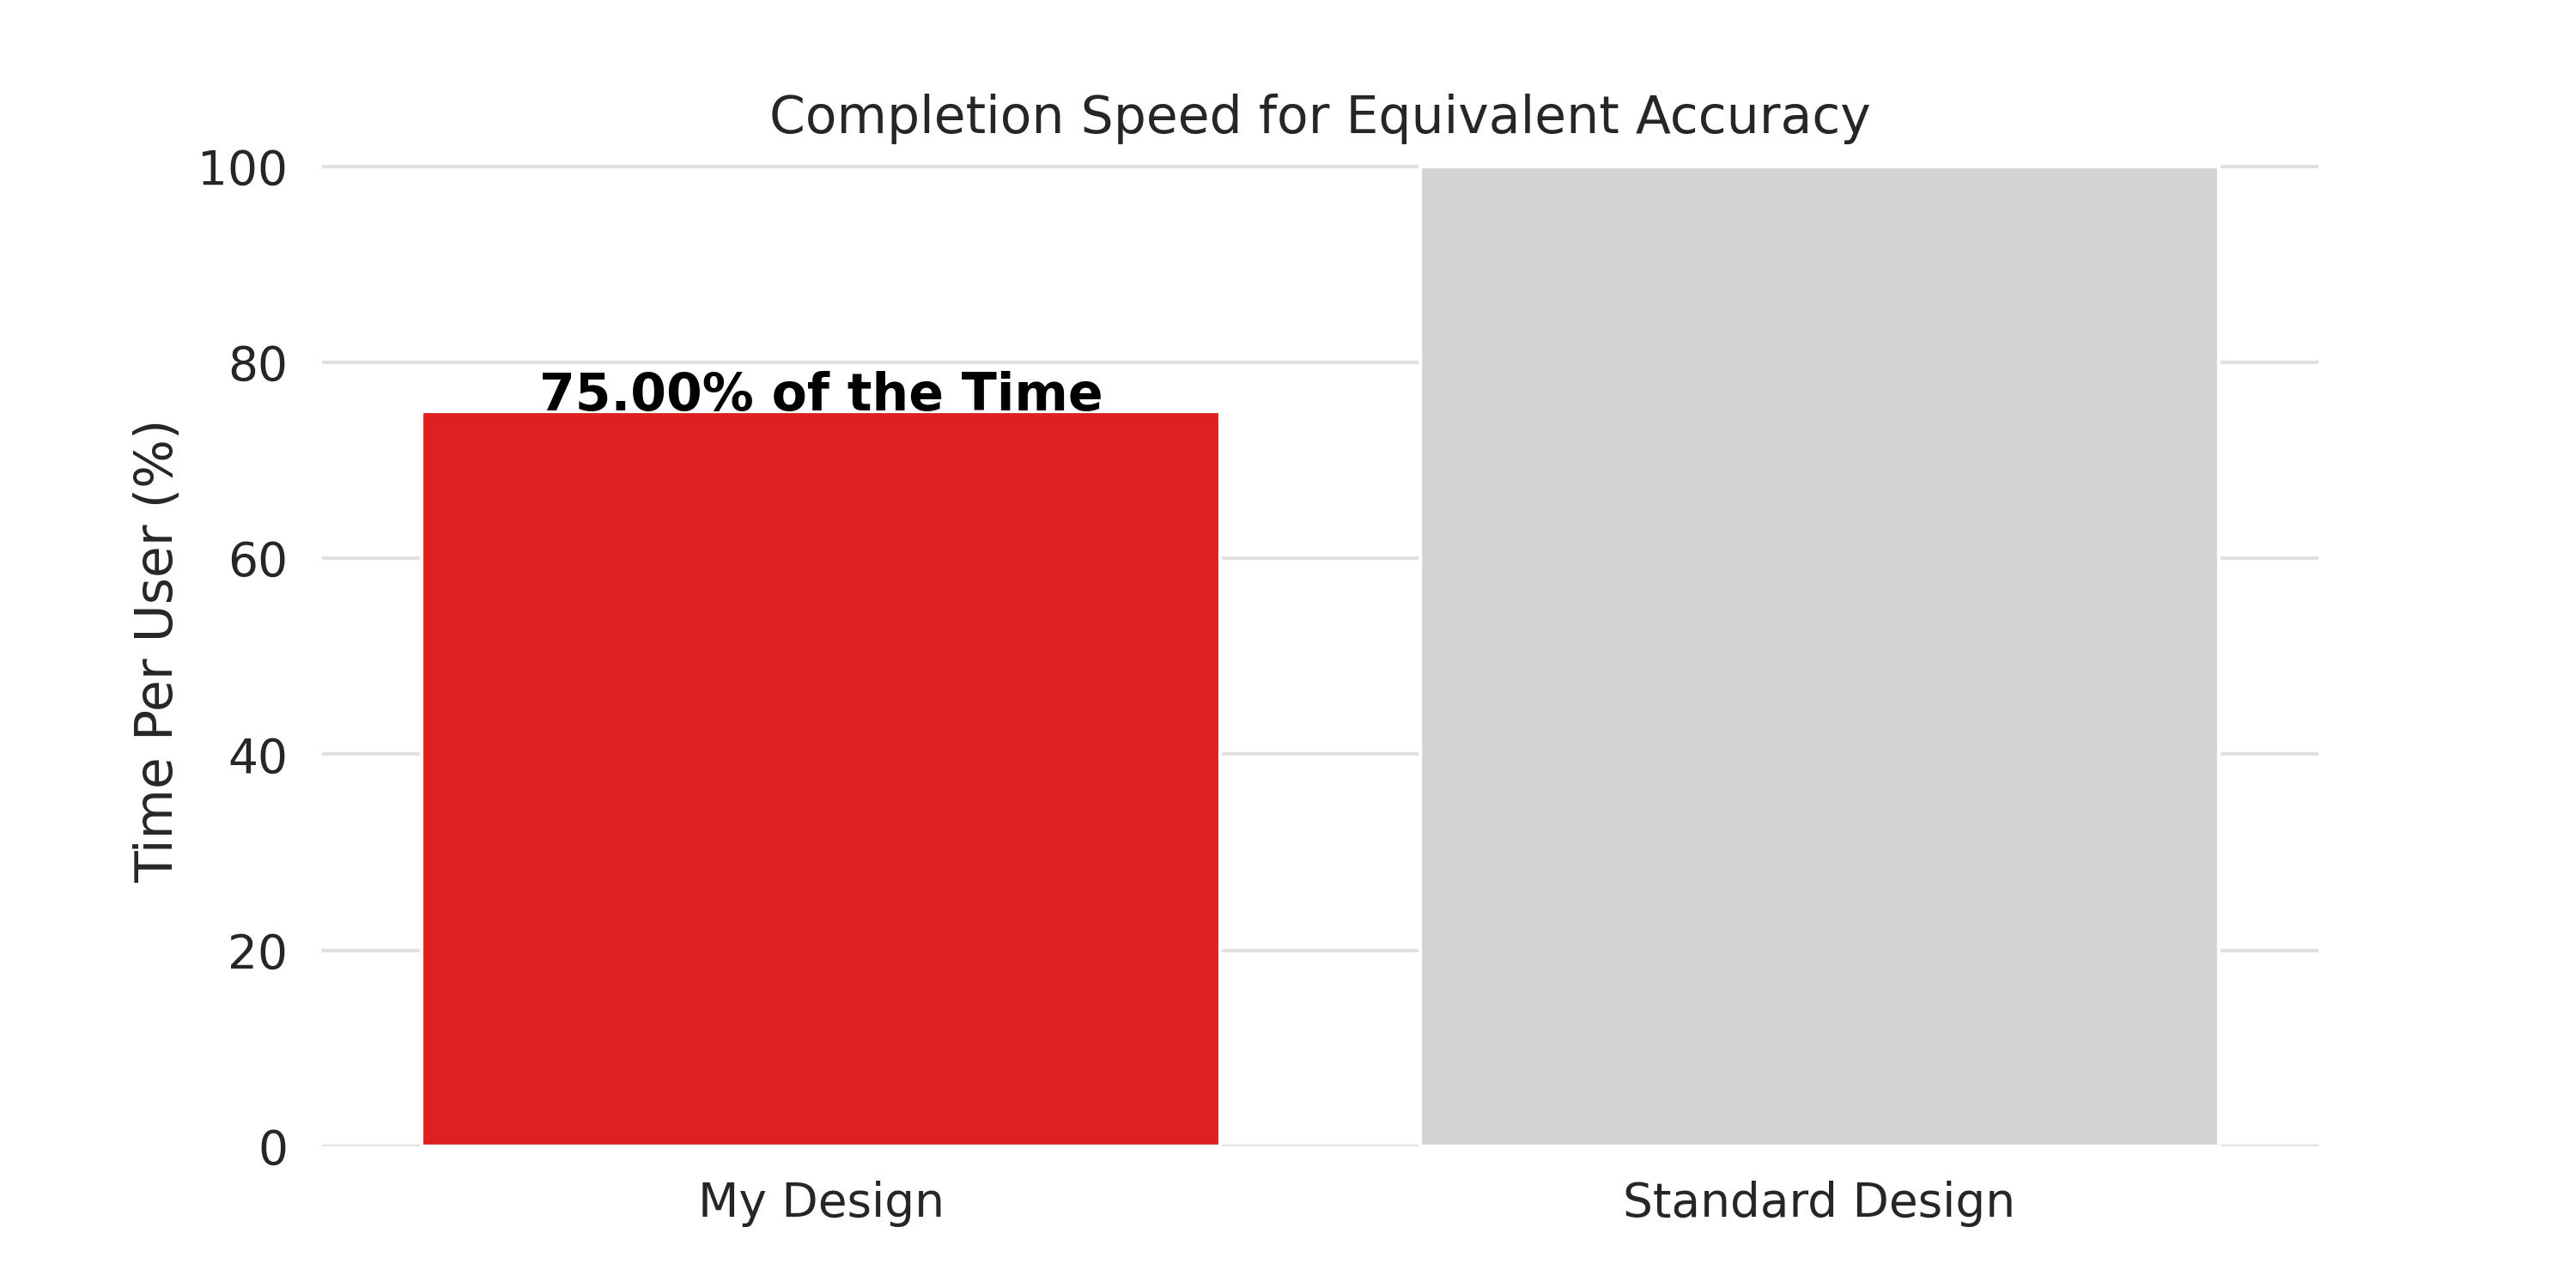 Completion Speed for Equivalent Accuracy
100
80
75.00% of the Time
60
40
20
0
Time Per User (%)
My Design
Standard Design